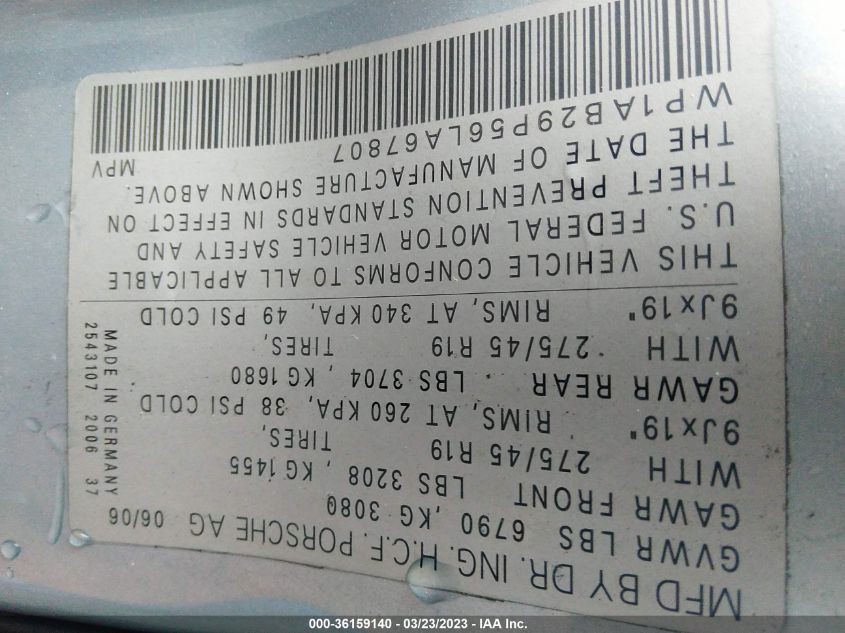 MFD BY DR. ING. H.C.F. PORSCHE AG 06/06
GVWR LBS 6790 ,KG 3080
GAWR FRONT LBS 3208 , KG 1455
WITH 275/45 R19 TIRES,
9Jx19" RIMS, AT 260 KPA, 38 PSI COLD
GAWR REAR . LBS 3704 , KG 1680
WITH 275/45 R19 TIRES,
9Jx19" RIMS, AT 340 KPA, 49 PSI COLD
THIS VEHICLE CONFORMS TO ALL APPLICABLE
U.S. FEDERAL MOTOR VEHICLE SAFETY AND
THEFT PREVENTION STANDARDS IN EFFECT ON
THE DATE OF MANUFACTURE SHOWN ABOVE.
WP1AB29P56LA67807 MPV
MADE IN GERMANY
2543107 2006 37
000-36159140 - 03/23/2023 - IAA Inc.